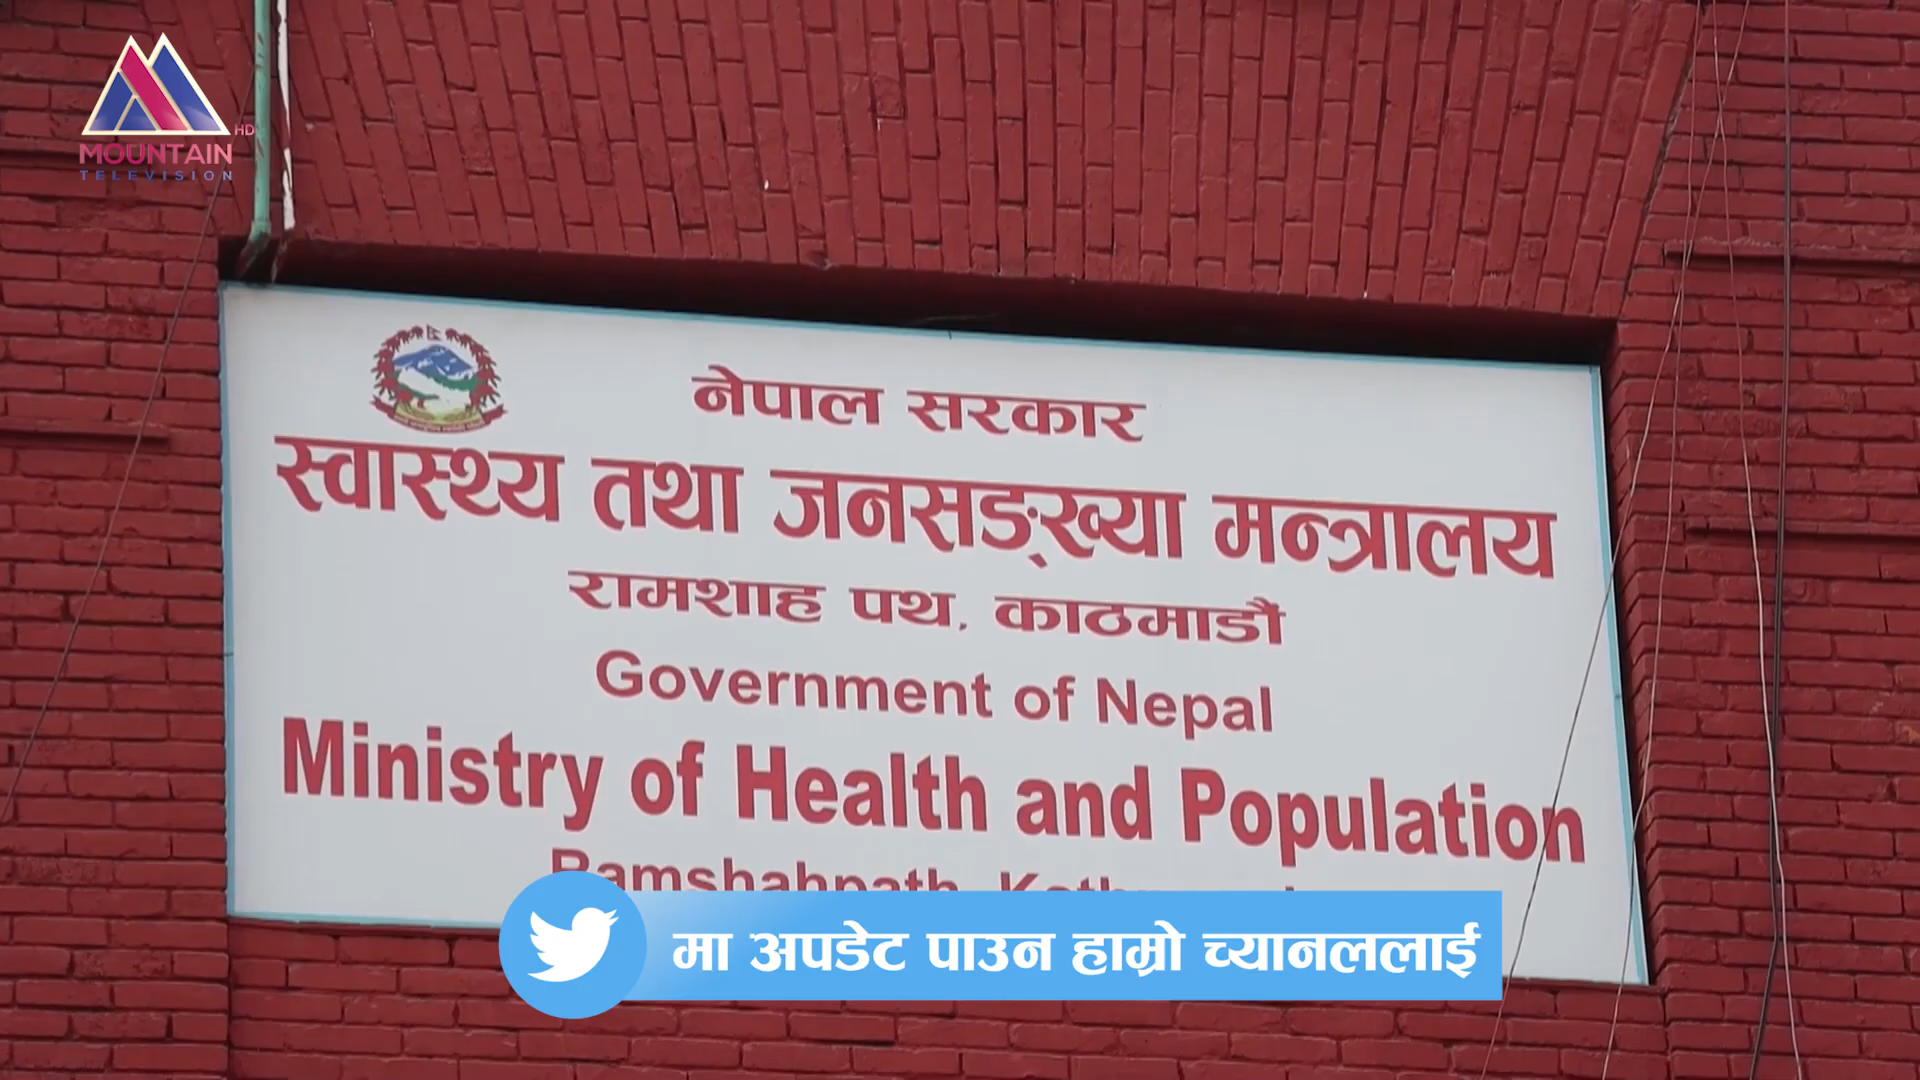 HD
MOUNTAIN
TELEVISION
नेपाल सरकार
स्वास्थ्य तथा जनसङ्ख्या मन्त्रालय
रामशाह पथ, काठमाडौं
Government of Nepal
Ministry of Health and Population
Ramshahpath,
मा अपडेट पाउन हाम्रो च्यानललाई